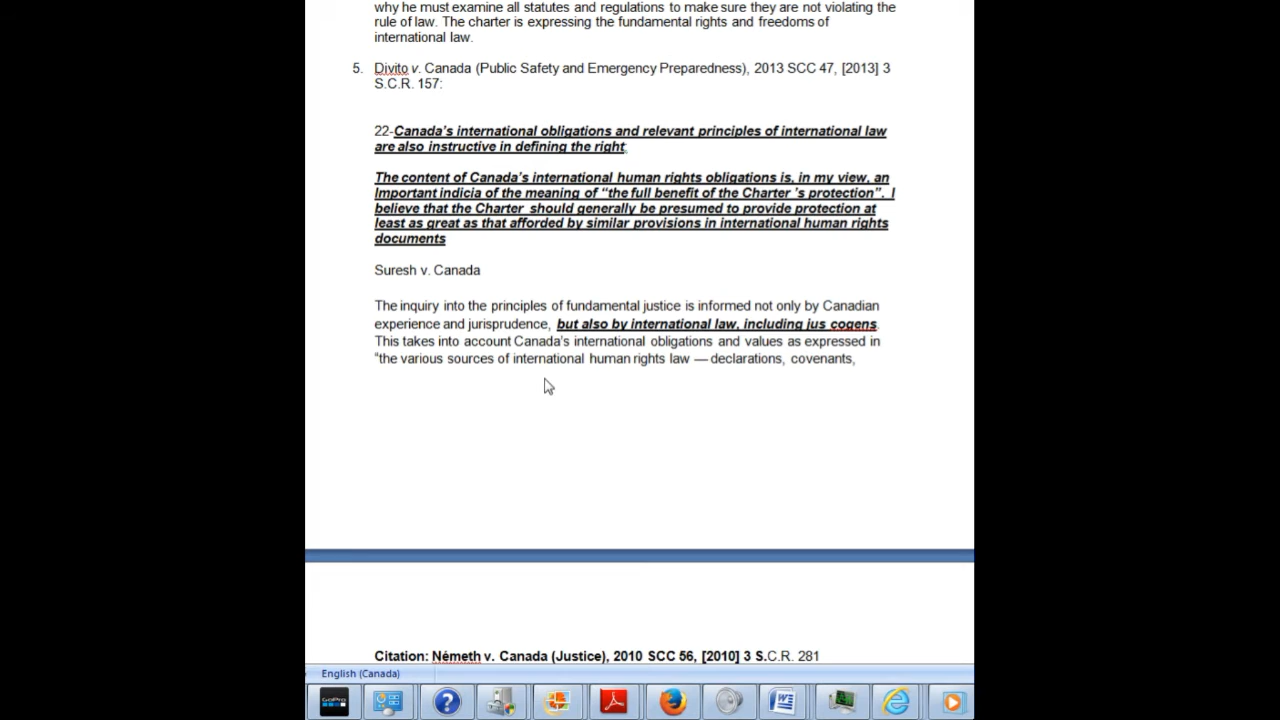 why he must examine all statutes and regulations to make sure they are not violating the
rule of law. The charter is expressing the fundamental rights and freedoms of
international law.
5. Divito v. Canada (Public Safety and Emergency Preparedness), 2013 SCC 47, [2013] 3
S.C.R. 157:
22-Canada's international obligations and relevant principles of international law
are also instructive in defining the right.
The content of Canada's international human rights obligations is, in my view, an
Important indicia of the meaning of "the full benefit of the Charter 's protection". I
believe that the Charter should generally be presumed to provide protection at
least as great as that afforded by similar provisions in international human rights
documents
Suresh v. Canada
The inquiry into the principles of fundamental justice is informed not only by Canadian
experience and jurisprudence, but also by international law, including jus cogens.
This takes into account Canada's international obligations and values as expressed in
"the various sources of international human rights law — declarations, covenants,
Citation: Németh v. Canada (Justice), 2010 SCC 56, [2010] 3 S.C.R. 281
English (Canada)
GoPro